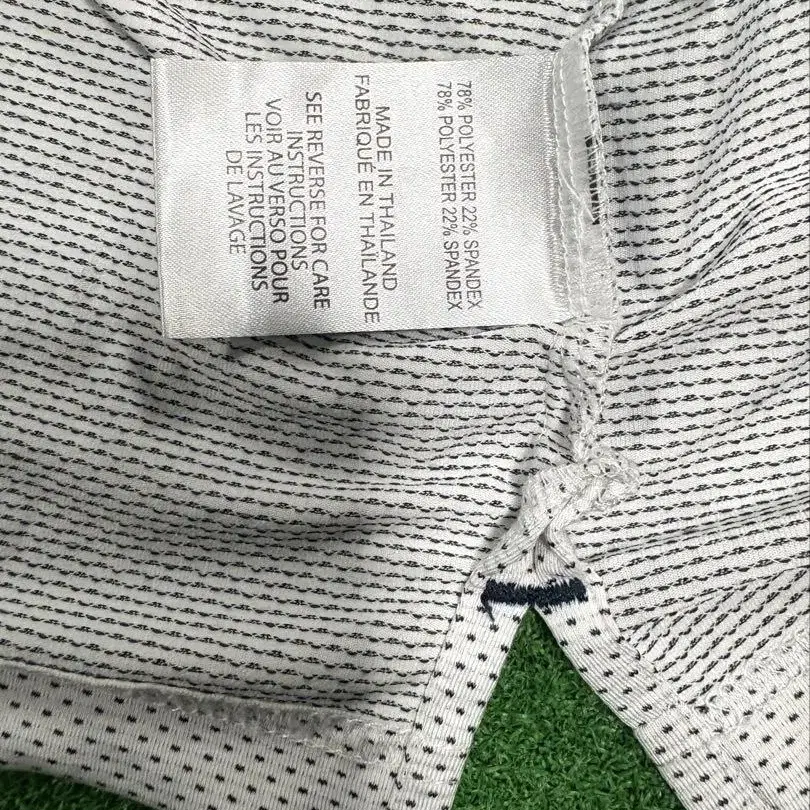 78% POLYESTER 22% SPANDEX
78% POLYESTER 22% SPANDEX
MADE IN THAILAND
FABRIQUÉ EN THAÏLANDE
SEE REVERSE FOR CARE
INSTRUCTIONS
VOIR AU VERSO POUR
LES INSTRUCTIONS
DE LAVAGE